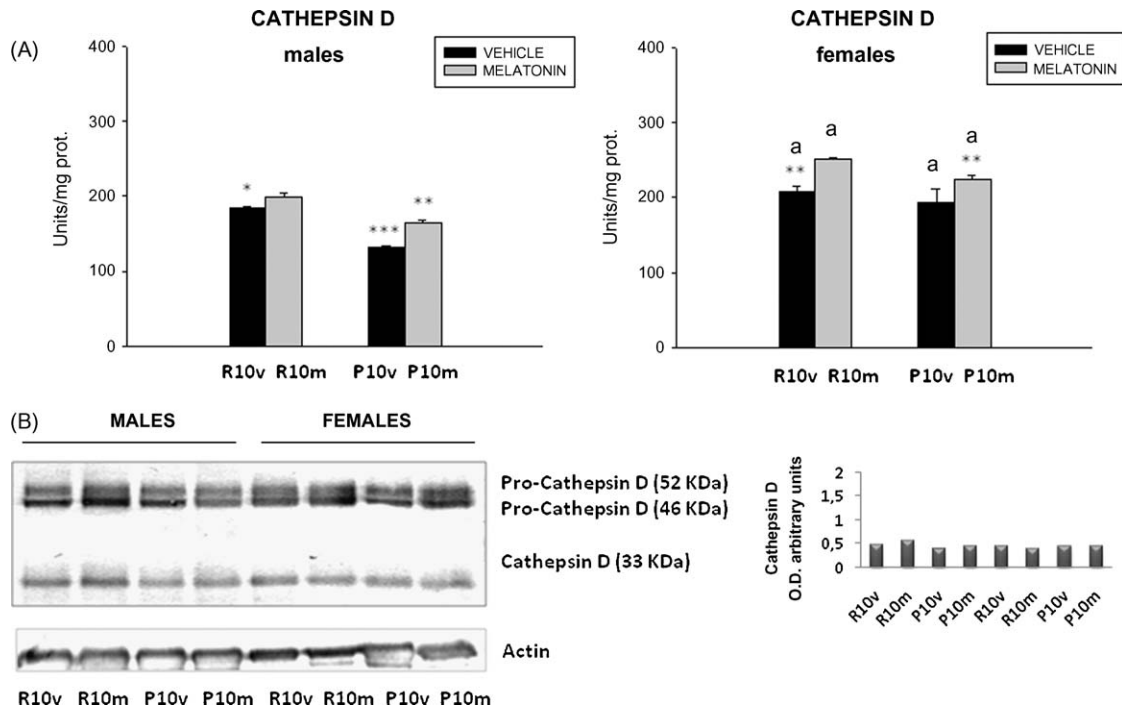 CATHEPSIN D
males
(A)
VEHICLE
MELATONIN
Units/mg prot.
400
300
200
100
0
*
***
**
R10v R10m P10v P10m
CATHEPSIN D
females
VEHICLE
MELATONIN
Units/mg prot.
400
300
200
100
0
a
**
a
a
a
**
R10v R10m P10v P10m
(B)
MALES
FEMALES
Pro-Cathepsin D (52 KDa)
Pro-Cathepsin D (46 KDa)
Cathepsin D (33 KDa)
Actin
R10v R10m P10v P10m R10v R10m P10v P10m
Cathepsin D
O.D. arbitrary units
2
1,5
1
0,5
0
R10v R10m P10v P10m R10v R10m P10v P10m